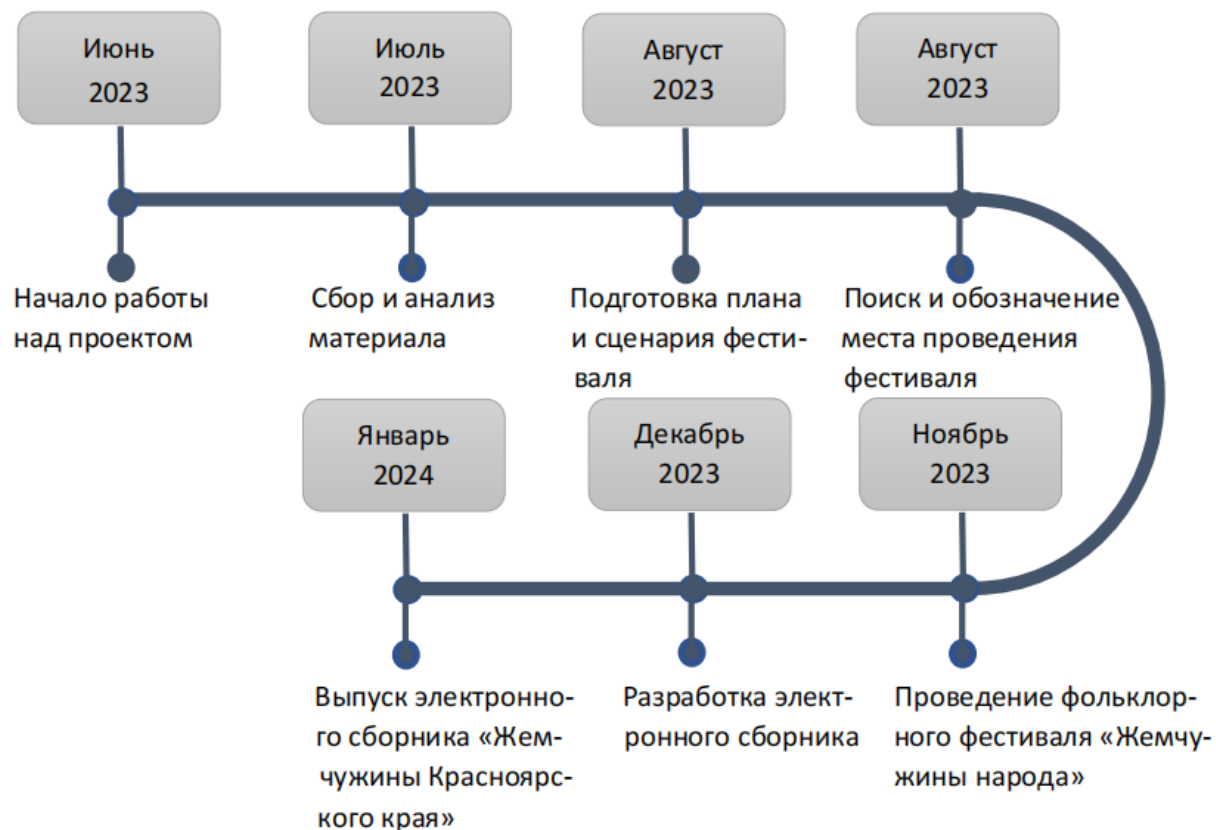 Июнь
2023
Июль
2023
Август
2023
Август
2023
Начало работы
над проектом
Сбор и анализ
материала
Подготовка плана
и сценария фести-
валя
Поиск и обозначение
места проведения
фестиваля
Ноябрь
2023
Декабрь
2023
Январь
2024
Проведение фольклор-
ного фестиваля «Жемчу-
жины народа»
Разработка элект-
ронного сборника
Выпуск электронно-
го сборника «Жем-
чужины Красноярс-
кого края»